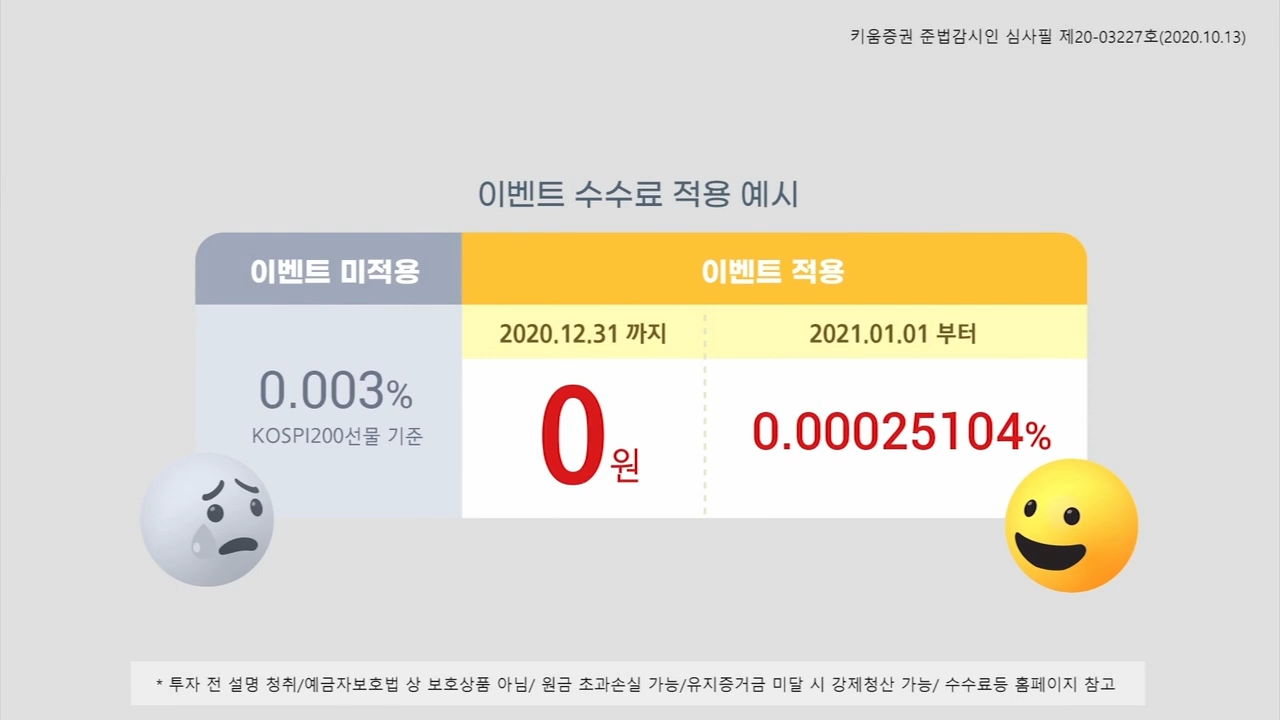 키움증권 준법감시인 심사필 제20-03227호(2020.10.13)
이벤트 수수료 적용 예시
이벤트 미적용
이벤트 적용
2020.12.31 까지
2021.01.01 부터
0.003%
KOSPI200선물 기준
0원
0.00025104%
* 투자 전 설명 청취/예금자보호법 상 보호상품 아님/ 원금 초과손실 가능/유지증거금 미달 시 강제청산 가능/ 수수료등 홈페이지 참고